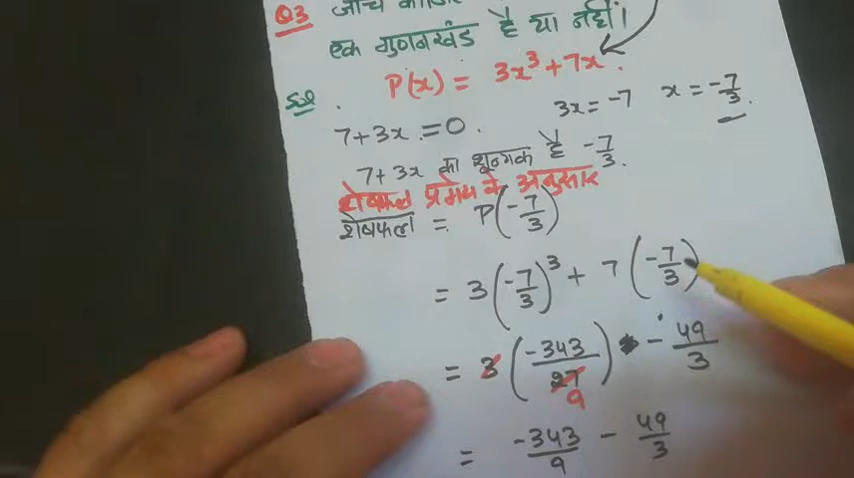 Q3 जाँच कीजिए
एक गुणनखंड है या नहीं।
P(x) = 3x³+7x.
हल .
7+3x = 0.
3x = -7
x = -7/3.
7+3x का शून्यक है -7/3.
शेषफल प्रमेय के अनुसार
शेषफल = P(-7/3)
= 3(-7/3)³ + 7(-7/3)
= 3(-343/27) - 49/3
9
= -343/9 - 49/3